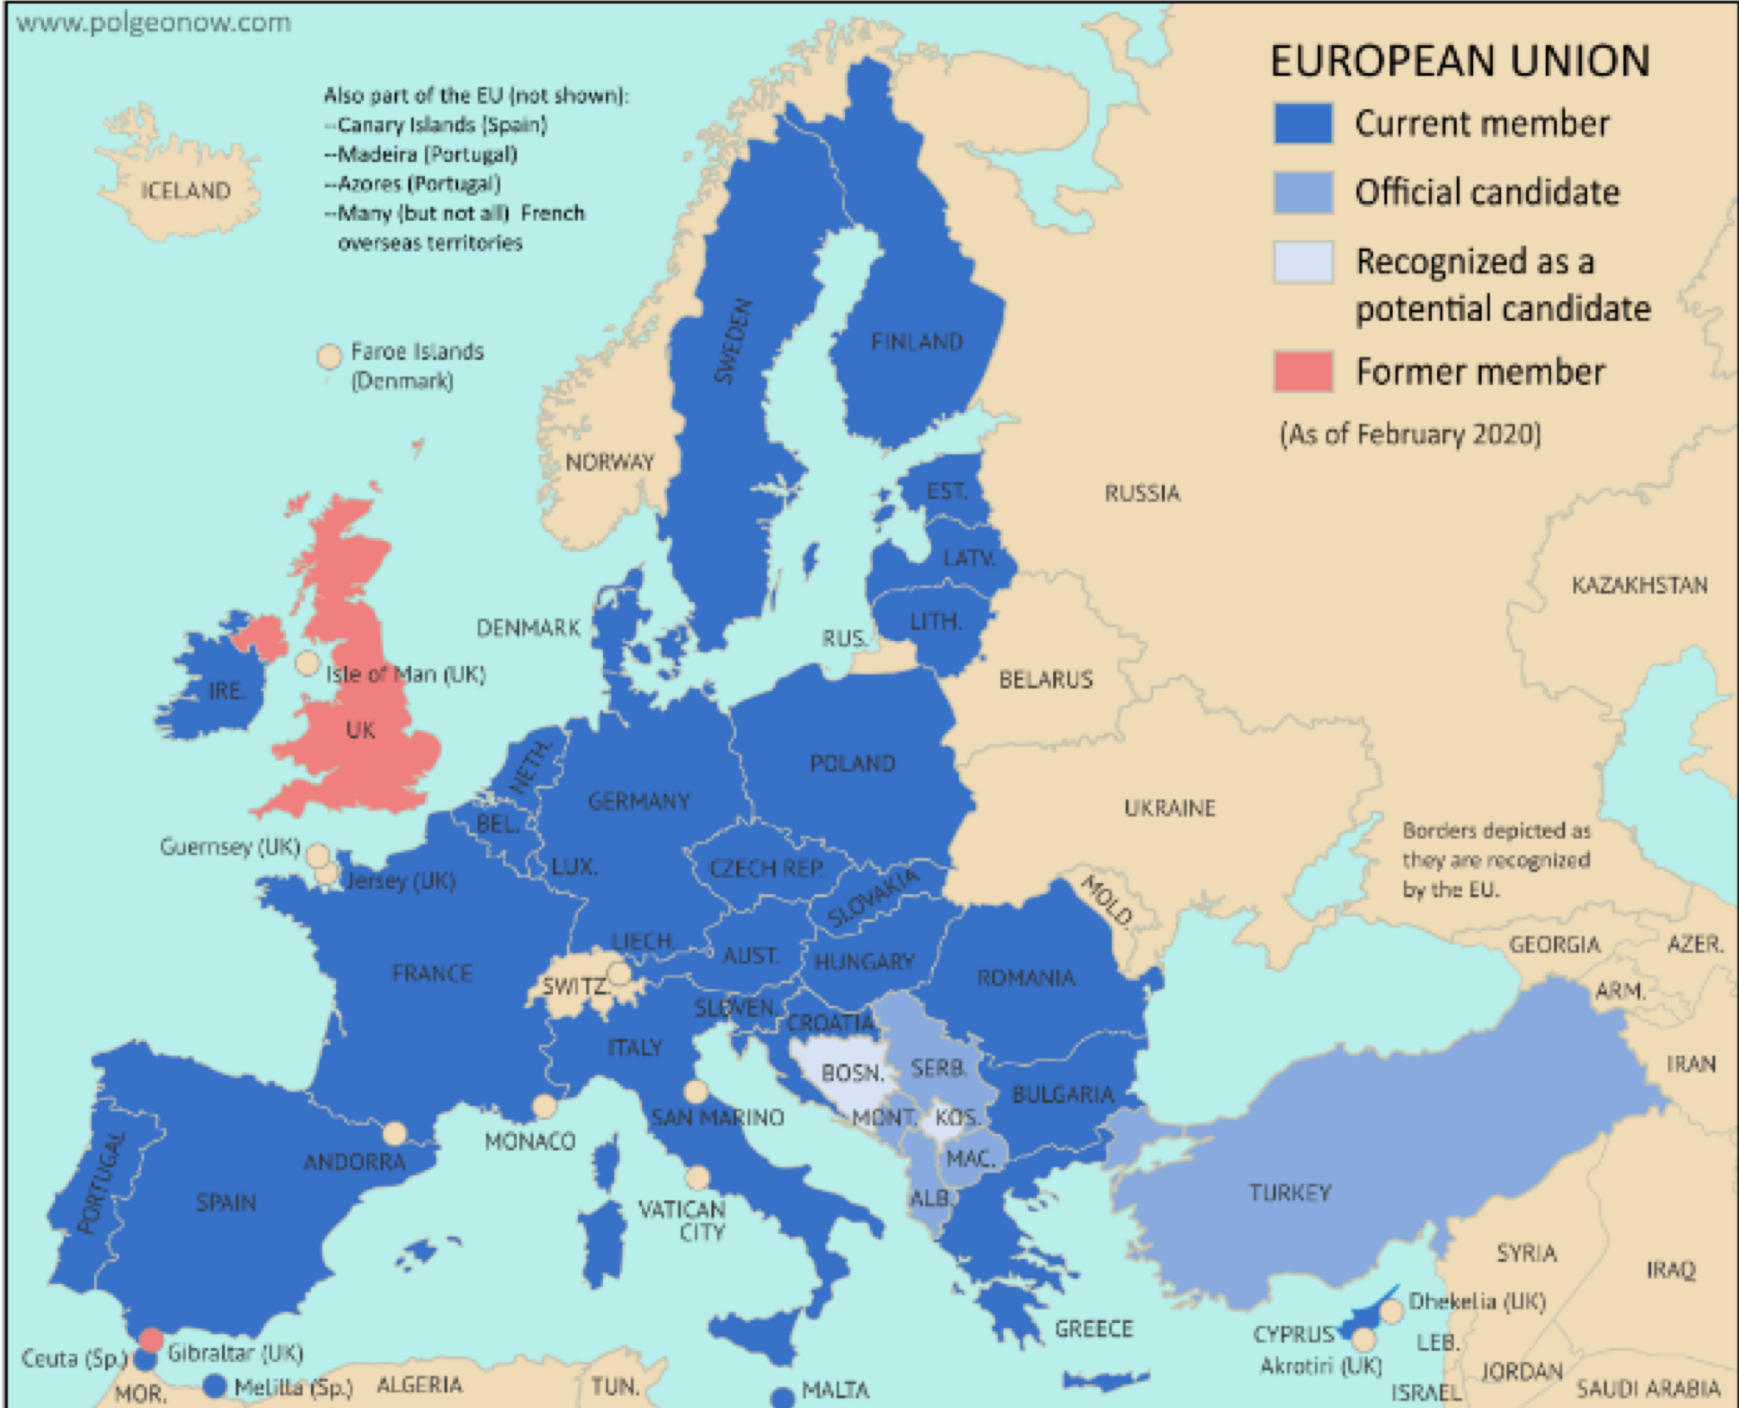 www.polgeonow.com
EUROPEAN UNION
Current member
Official candidate
Recognized as a
potential candidate
Former member
(As of February 2020)
Also part of the EU (not shown):
--Canary Islands (Spain)
--Madeira (Portugal)
--Azores (Portugal)
--Many (but not all) French
overseas territories
ICELAND
Faroe Islands
(Denmark)
SWEDEN
FINLAND
NORWAY
RUSSIA
EST.
LATV.
LITH.
KAZAKHSTAN
DENMARK
RUS.
BELARUS
Isle of Man (UK)
IRE.
UK
NETH.
POLAND
GERMANY
UKRAINE
BEL.
Borders depicted as
they are recognized
by the EU.
Guernsey (UK)
Jersey (UK)
LUX.
CZECH REP.
SLOVAKIA
MOLD.
LIECH.
AUST.
HUNGARY
ROMANIA
GEORGIA
AZER.
FRANCE
SWITZ.
ARM.
SLOVEN.
CROATIA
ITALY
BOSN.
SERB.
IRAN
BULGARIA
SAN MARINO
MONT.
KOS.
MONACO
ANDORRA
MAC.
PORTUGAL
SPAIN
ALB.
TURKEY
VATICAN
CITY
SYRIA
IRAQ
Dhekelia (UK)
GREECE
CYPRUS
LEB.
Ceuta (Sp.)
Gibraltar (UK)
Akrotiri (UK)
JORDAN
MOR.
Melilla (Sp.)
ALGERIA
TUN.
MALTA
ISRAEL
SAUDI ARABIA